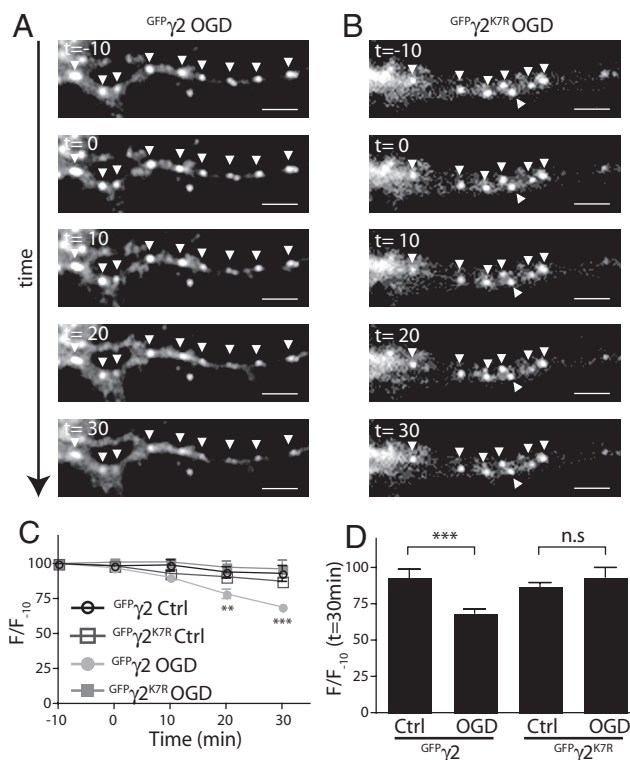 A
GFPγ2 OGD
t=-10
t= 0
t= 10
t= 20
t= 30
time
B
GFPγ2K7R OGD
t=-10
t= 0
t= 10
t= 20
t= 30
C
100
75
50
25
0
F/F-10
GFPγ2 Ctrl
GFPγ2K7R Ctrl
GFPγ2 OGD
GFPγ2K7R OGD
**
***
-10 0 10 20 30
Time (min)
D
***
n.s
100
75
50
25
0
F/F-10 (t=30min)
Ctrl OGD Ctrl OGD
GFPγ2 GFPγ2K7R